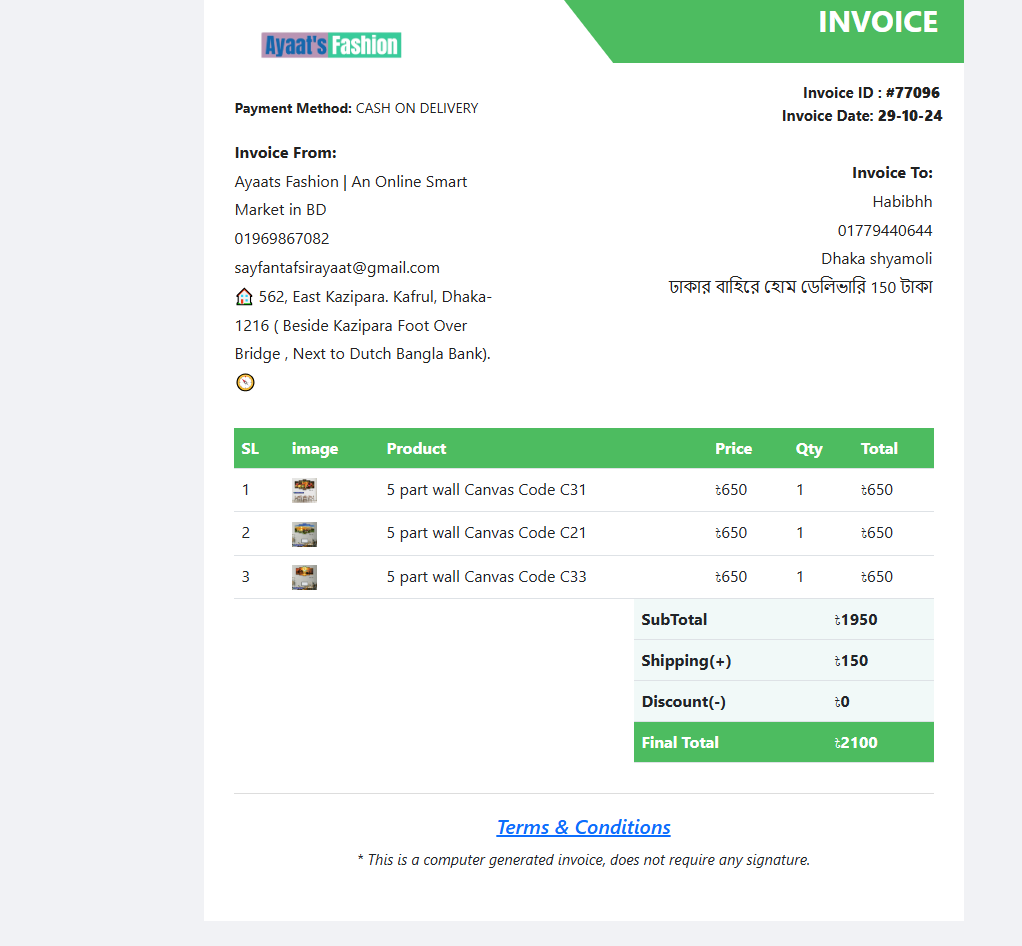 INVOICE
Ayaat's Fashion
Payment Method: CASH ON DELIVERY
Invoice ID : #77096
Invoice Date: 29-10-24
Invoice From:
Ayaats Fashion | An Online Smart
Market in BD
01969867082
sayfantafsirayaat@gmail.com
🏠 562, East Kazipara. Kafrul, Dhaka-
1216 ( Beside Kazipara Foot Over
Bridge , Next to Dutch Bangla Bank).
🧭
Invoice To:
Habibhh
01779440644
Dhaka shyamoli
ঢাকার বাহিরে হোম ডেলিভারি 150 টাকা
SL image Product Price Qty Total
1 5 part wall Canvas Code C31 ৳650 1 ৳650
2 5 part wall Canvas Code C21 ৳650 1 ৳650
3 5 part wall Canvas Code C33 ৳650 1 ৳650
SubTotal ৳1950
Shipping(+) ৳150
Discount(-) ৳0
Final Total ৳2100
Terms & Conditions
* This is a computer generated invoice, does not require any signature.